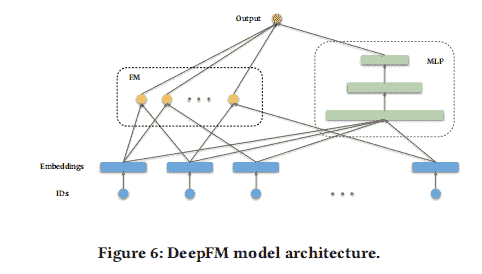 Output
FM
MLP
Embeddings
IDs
Figure 6: DeepFM model architecture.